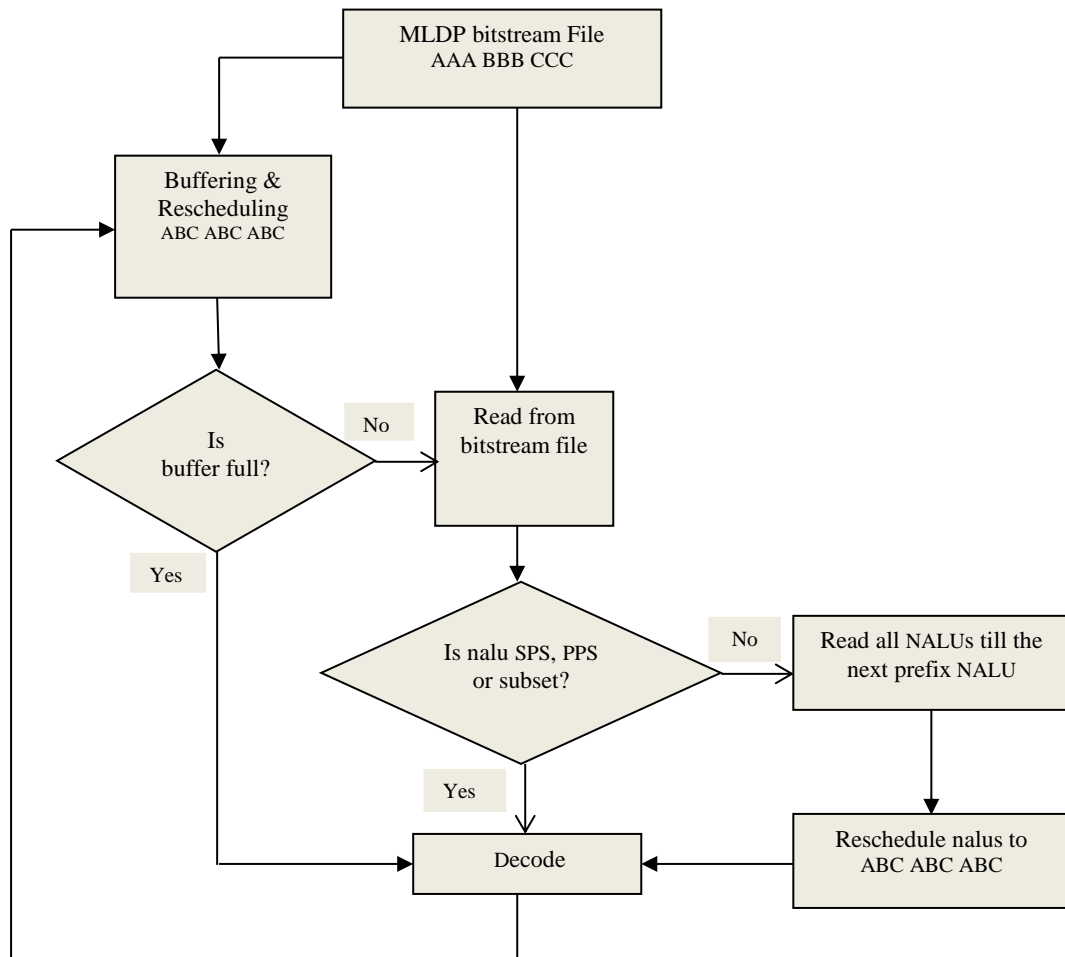 MLDP bitstream File
AAA BBB CCC
Buffering &
Rescheduling
ABC ABC ABC
Is
buffer full?
No
Read from
bitstream file
Yes
Is nalu SPS, PPS
or subset?
No
Read all NALUs till the
next prefix NALU
Yes
Decode
Reschedule nalus to
ABC ABC ABC